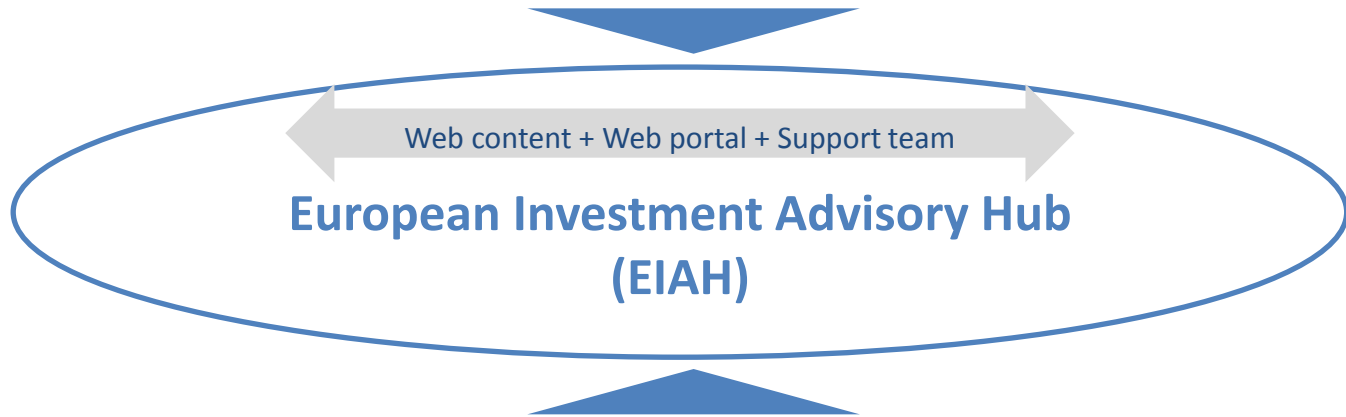 Web content + Web portal + Support team
European Investment Advisory Hub
(EIAH)